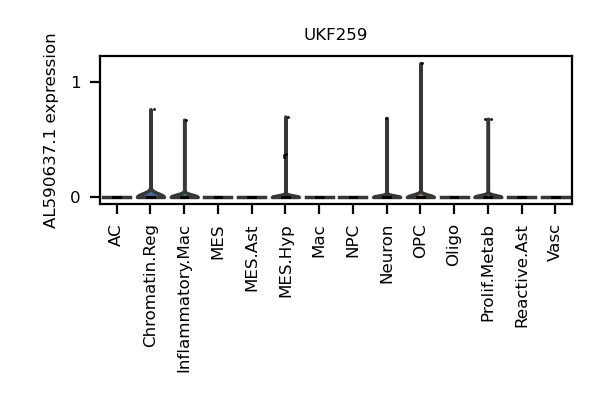 UKF259
AL590637.1 expression
1
0
AC
Chromatin.Reg
Inflammatory.Mac
MES
MES.Ast
MES.Hyp
Mac
NPC
Neuron
OPC
Oligo
Prolif.Metab
Reactive.Ast
Vasc